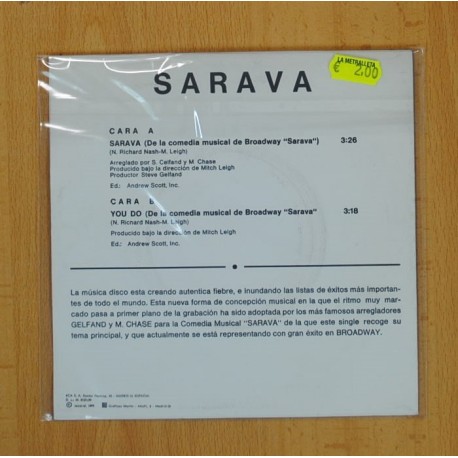 LA METRALLETA
€ 2,00
SARAVA
CARA A
SARAVA (De la comedia musical de Broadway "Sarava") 3:26
(N. Richard Nash-M. Leigh)
Arreglado por S. Gelfand y M. Chase
Producido bajo la dirección de Mitch Leigh
Productor: Steve Gelfand
Ed.: Andrew Scott, Inc.
CARA B
YOU DO (De la comedia musical de Broadway "Sarava" 3:18
(N. Richard Nash-M. Leigh)
Producido bajo la dirección de Mitch Leigh
Ed.: Andrew Scott, Inc.
La música disco esta creando autentica fiebre, e inundando las listas de éxitos más importan-
tes de todo el mundo. Esta nueva forma de concepción musical en la que el ritmo muy mar-
cado pasa a primer plano de la grabación ha sido adoptada por los más famosos arregladores
GELFAND y M. CHASE para la Comedia Musical "SARAVA" de la que este single recoge su
tema principal, y que actualmente se está representando con gran éxito en BROADWAY.